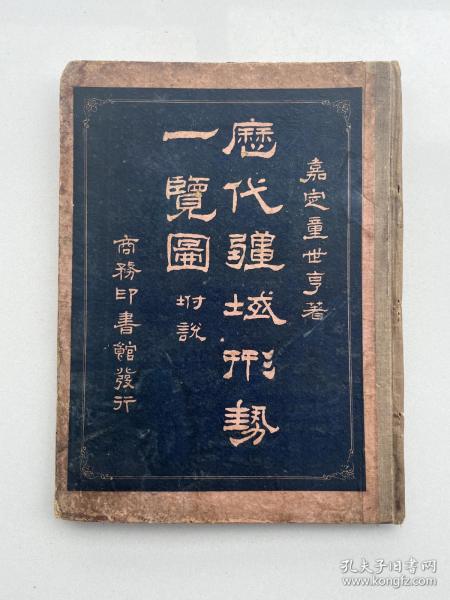 嘉定童世亨著
歷代疆域形勢
一覽圖附說
商務印書館發行
孔夫子旧书网
www.kongfz.com